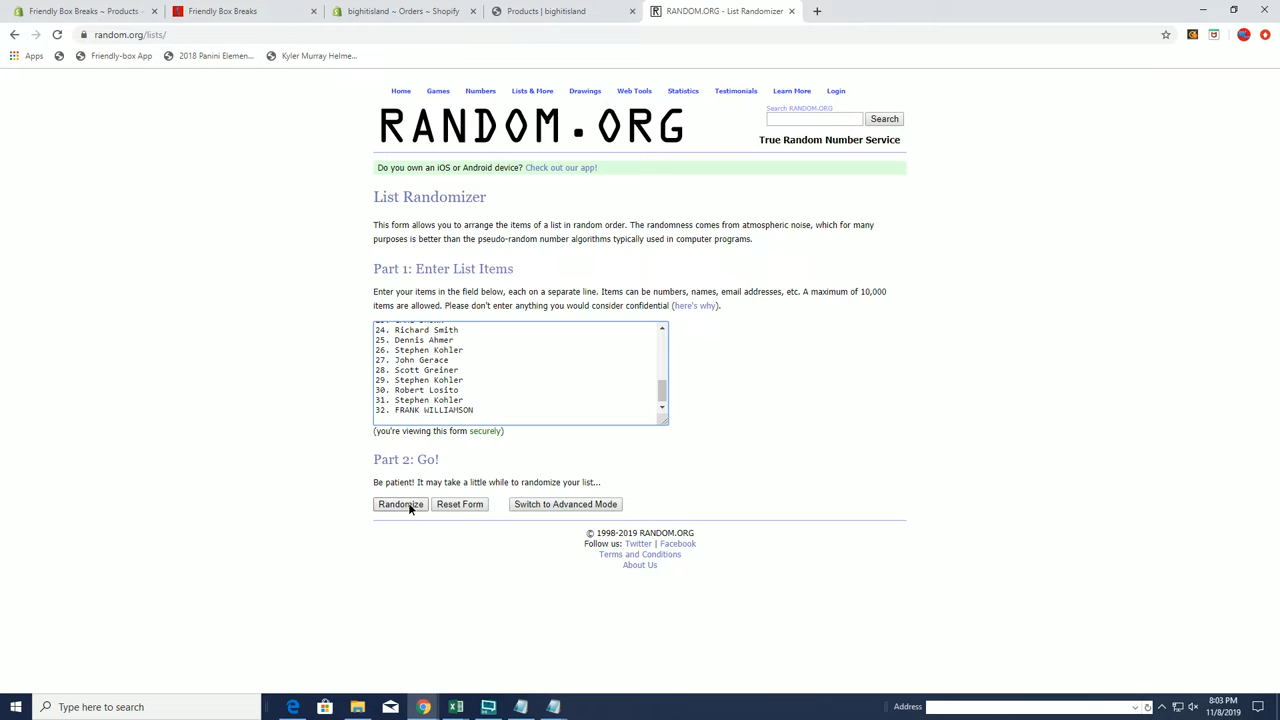 Friendly Box Breaks ~ Products ~
Friendly Box Breaks
bighitisland ~ Orders ~ Shopify
Products | bighitisland
RANDOM.ORG - List Randomizer
random.org/lists/
Apps
Friendly-box App
2018 Panini Elemen...
Kyler Murray Helme...
Home Games Numbers Lists & More Drawings Web Tools Statistics Testimonials Learn More Login
RANDOM.ORG
Search RANDOM.ORG
Search
True Random Number Service
Do you own an iOS or Android device? Check out our app!
List Randomizer
This form allows you to arrange the items of a list in random order. The randomness comes from atmospheric noise, which for many
purposes is better than the pseudo-random number algorithms typically used in computer programs.
Part 1: Enter List Items
Enter your items in the field below, each on a separate line. Items can be numbers, names, email addresses, etc. A maximum of 10,000
items are allowed. Please don't enter anything you would consider confidential (here's why).
24. Richard Smith
25. Dennis Ahmer
26. Stephen Kohler
27. John Gerace
28. Scott Greiner
29. Stephen Kohler
30. Robert Losito
31. Stephen Kohler
32. FRANK WILLIAMSON
(you're viewing this form securely)
Part 2: Go!
Be patient! It may take a little while to randomize your list...
Randomize Reset Form Switch to Advanced Mode
© 1998-2019 RANDOM.ORG
Follow us: Twitter | Facebook
Terms and Conditions
About Us
Type here to search
Address
8:03 PM
11/8/2019